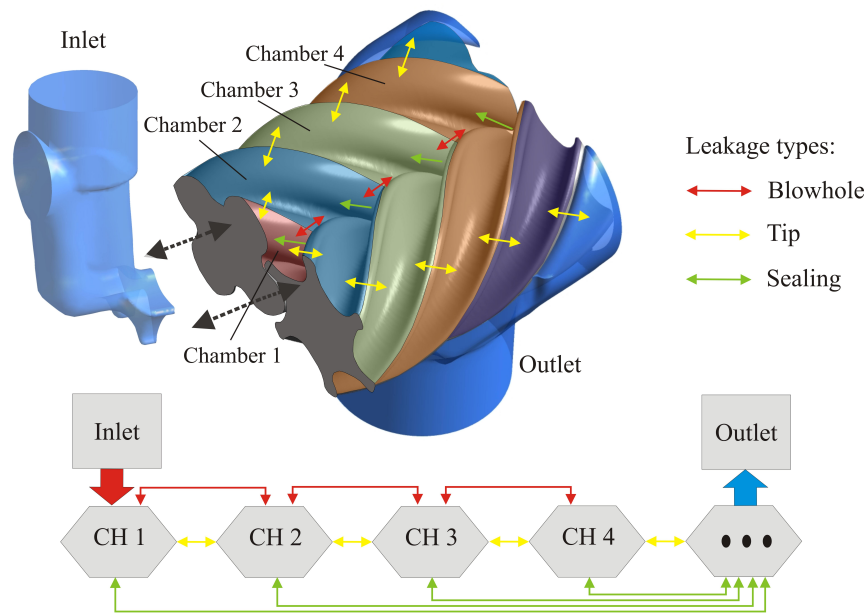 Inlet
Chamber 4
Chamber 3
Chamber 2
Chamber 1
Outlet
Leakage types:
Blowhole
Tip
Sealing
Inlet
Outlet
CH 1
CH 2
CH 3
CH 4